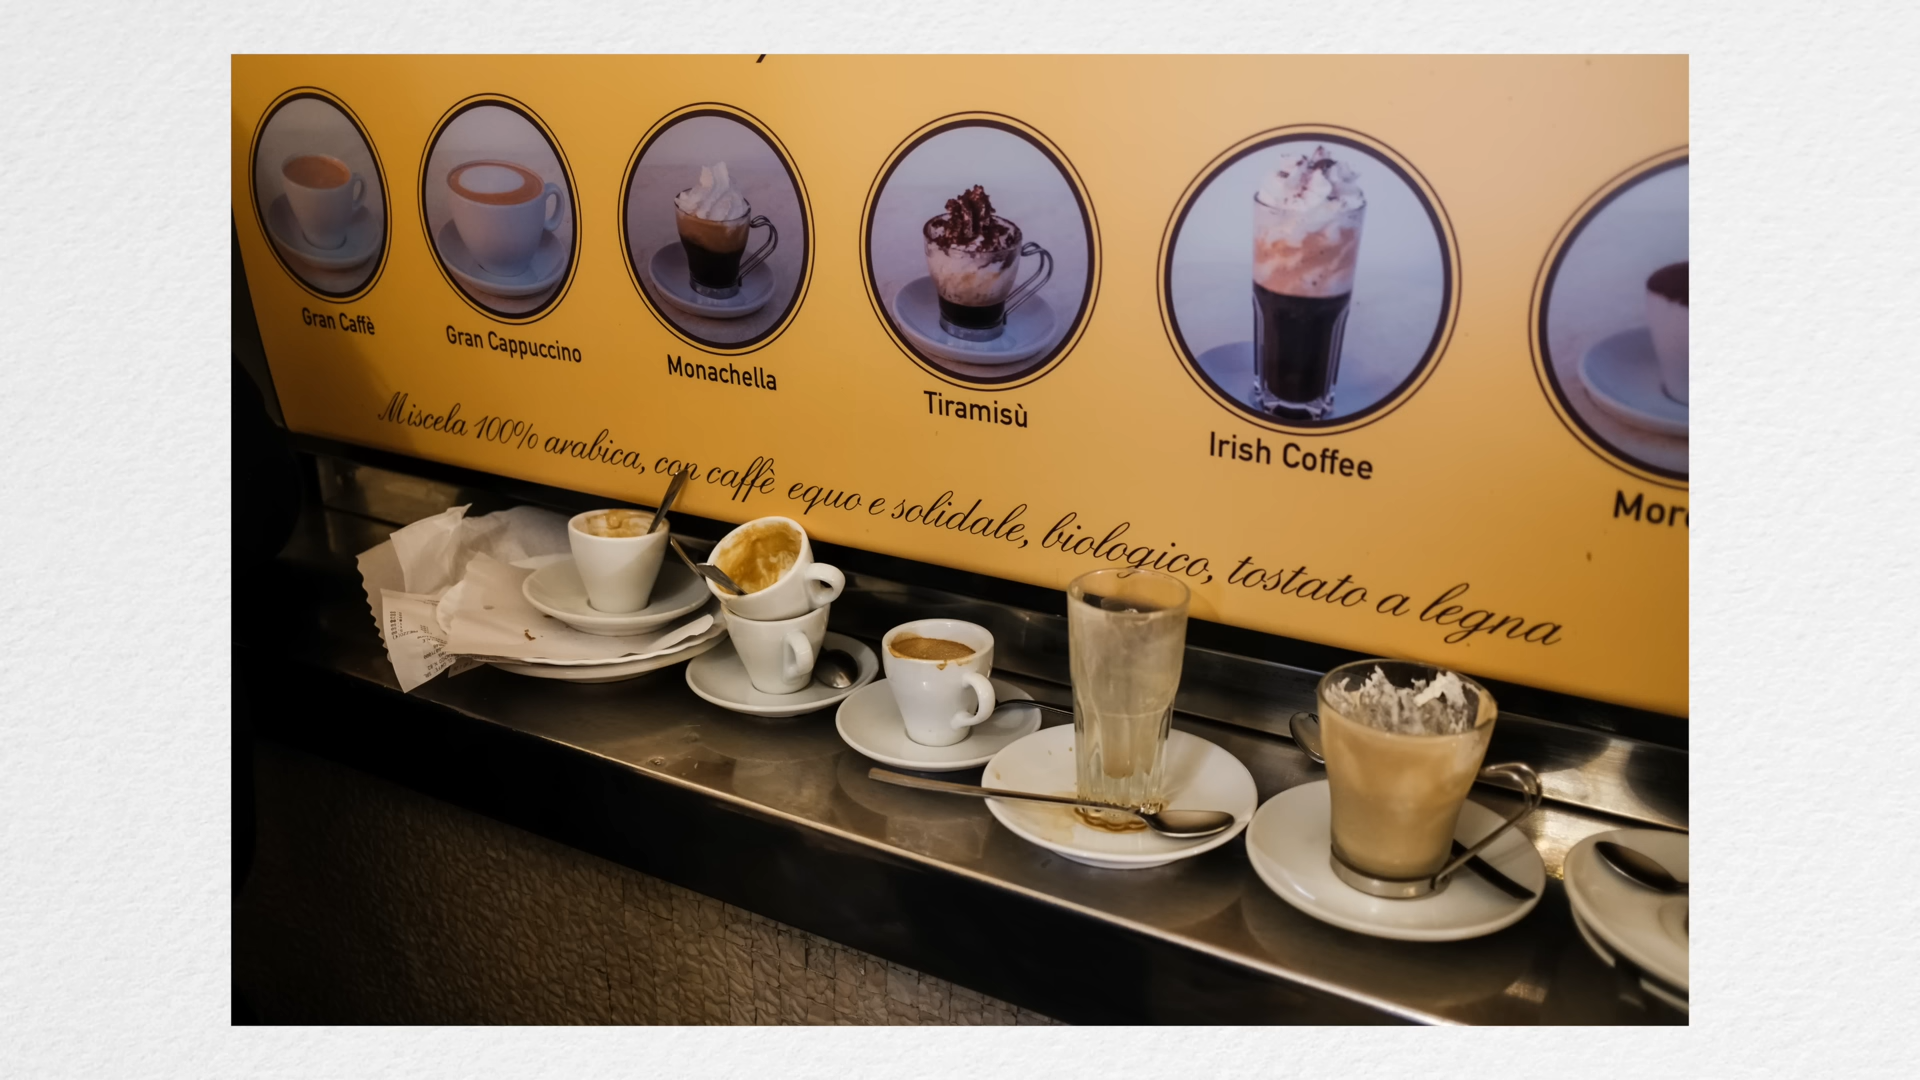 Gran Caffè
Gran Cappuccino
Monachella
Tiramisù
Irish Coffee
Miscela 100% arabica, con caffè equo e solidale, biologico, tostato a legna